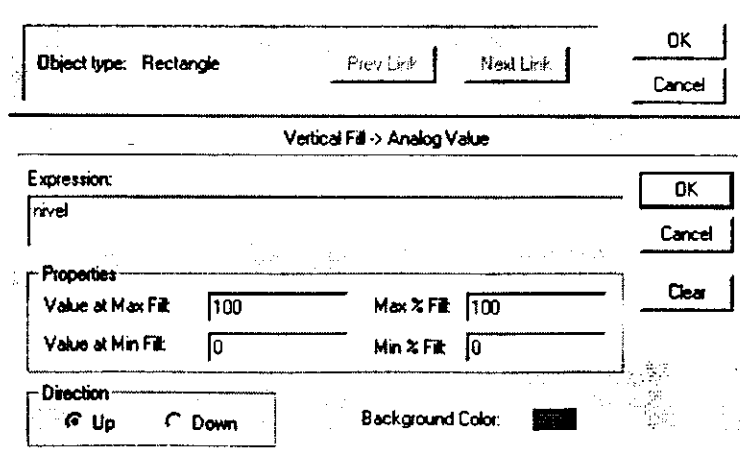 Object type: Rectangle Prev Link Next Link OK
Cancel
Vertical Fill -> Analog Value
Expression:
nivel
OK
Cancel
Clear
Properties
Value at Max Fill: 100 Max % Fill: 100
Value at Min Fill: 0 Min % Fill: 0
Direction
Up Down Background Color: